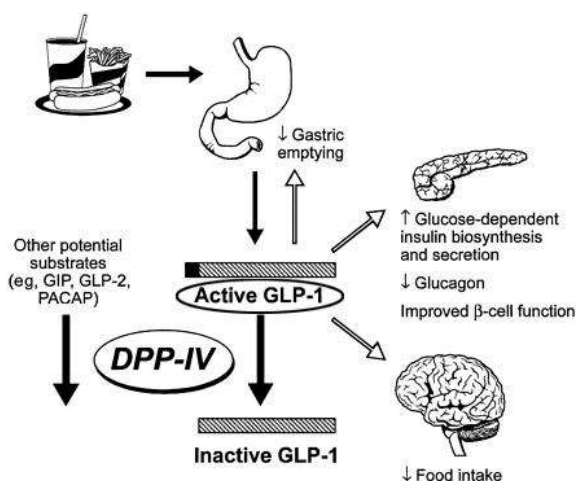 ↓ Gastric
emptying
↑ Glucose-dependent
insulin biosynthesis
and secretion
↓ Glucagon
Improved β-cell function
Other potential
substrates
(eg, GIP, GLP-2,
PACAP)
Active GLP-1
DPP-IV
Inactive GLP-1
↓ Food intake